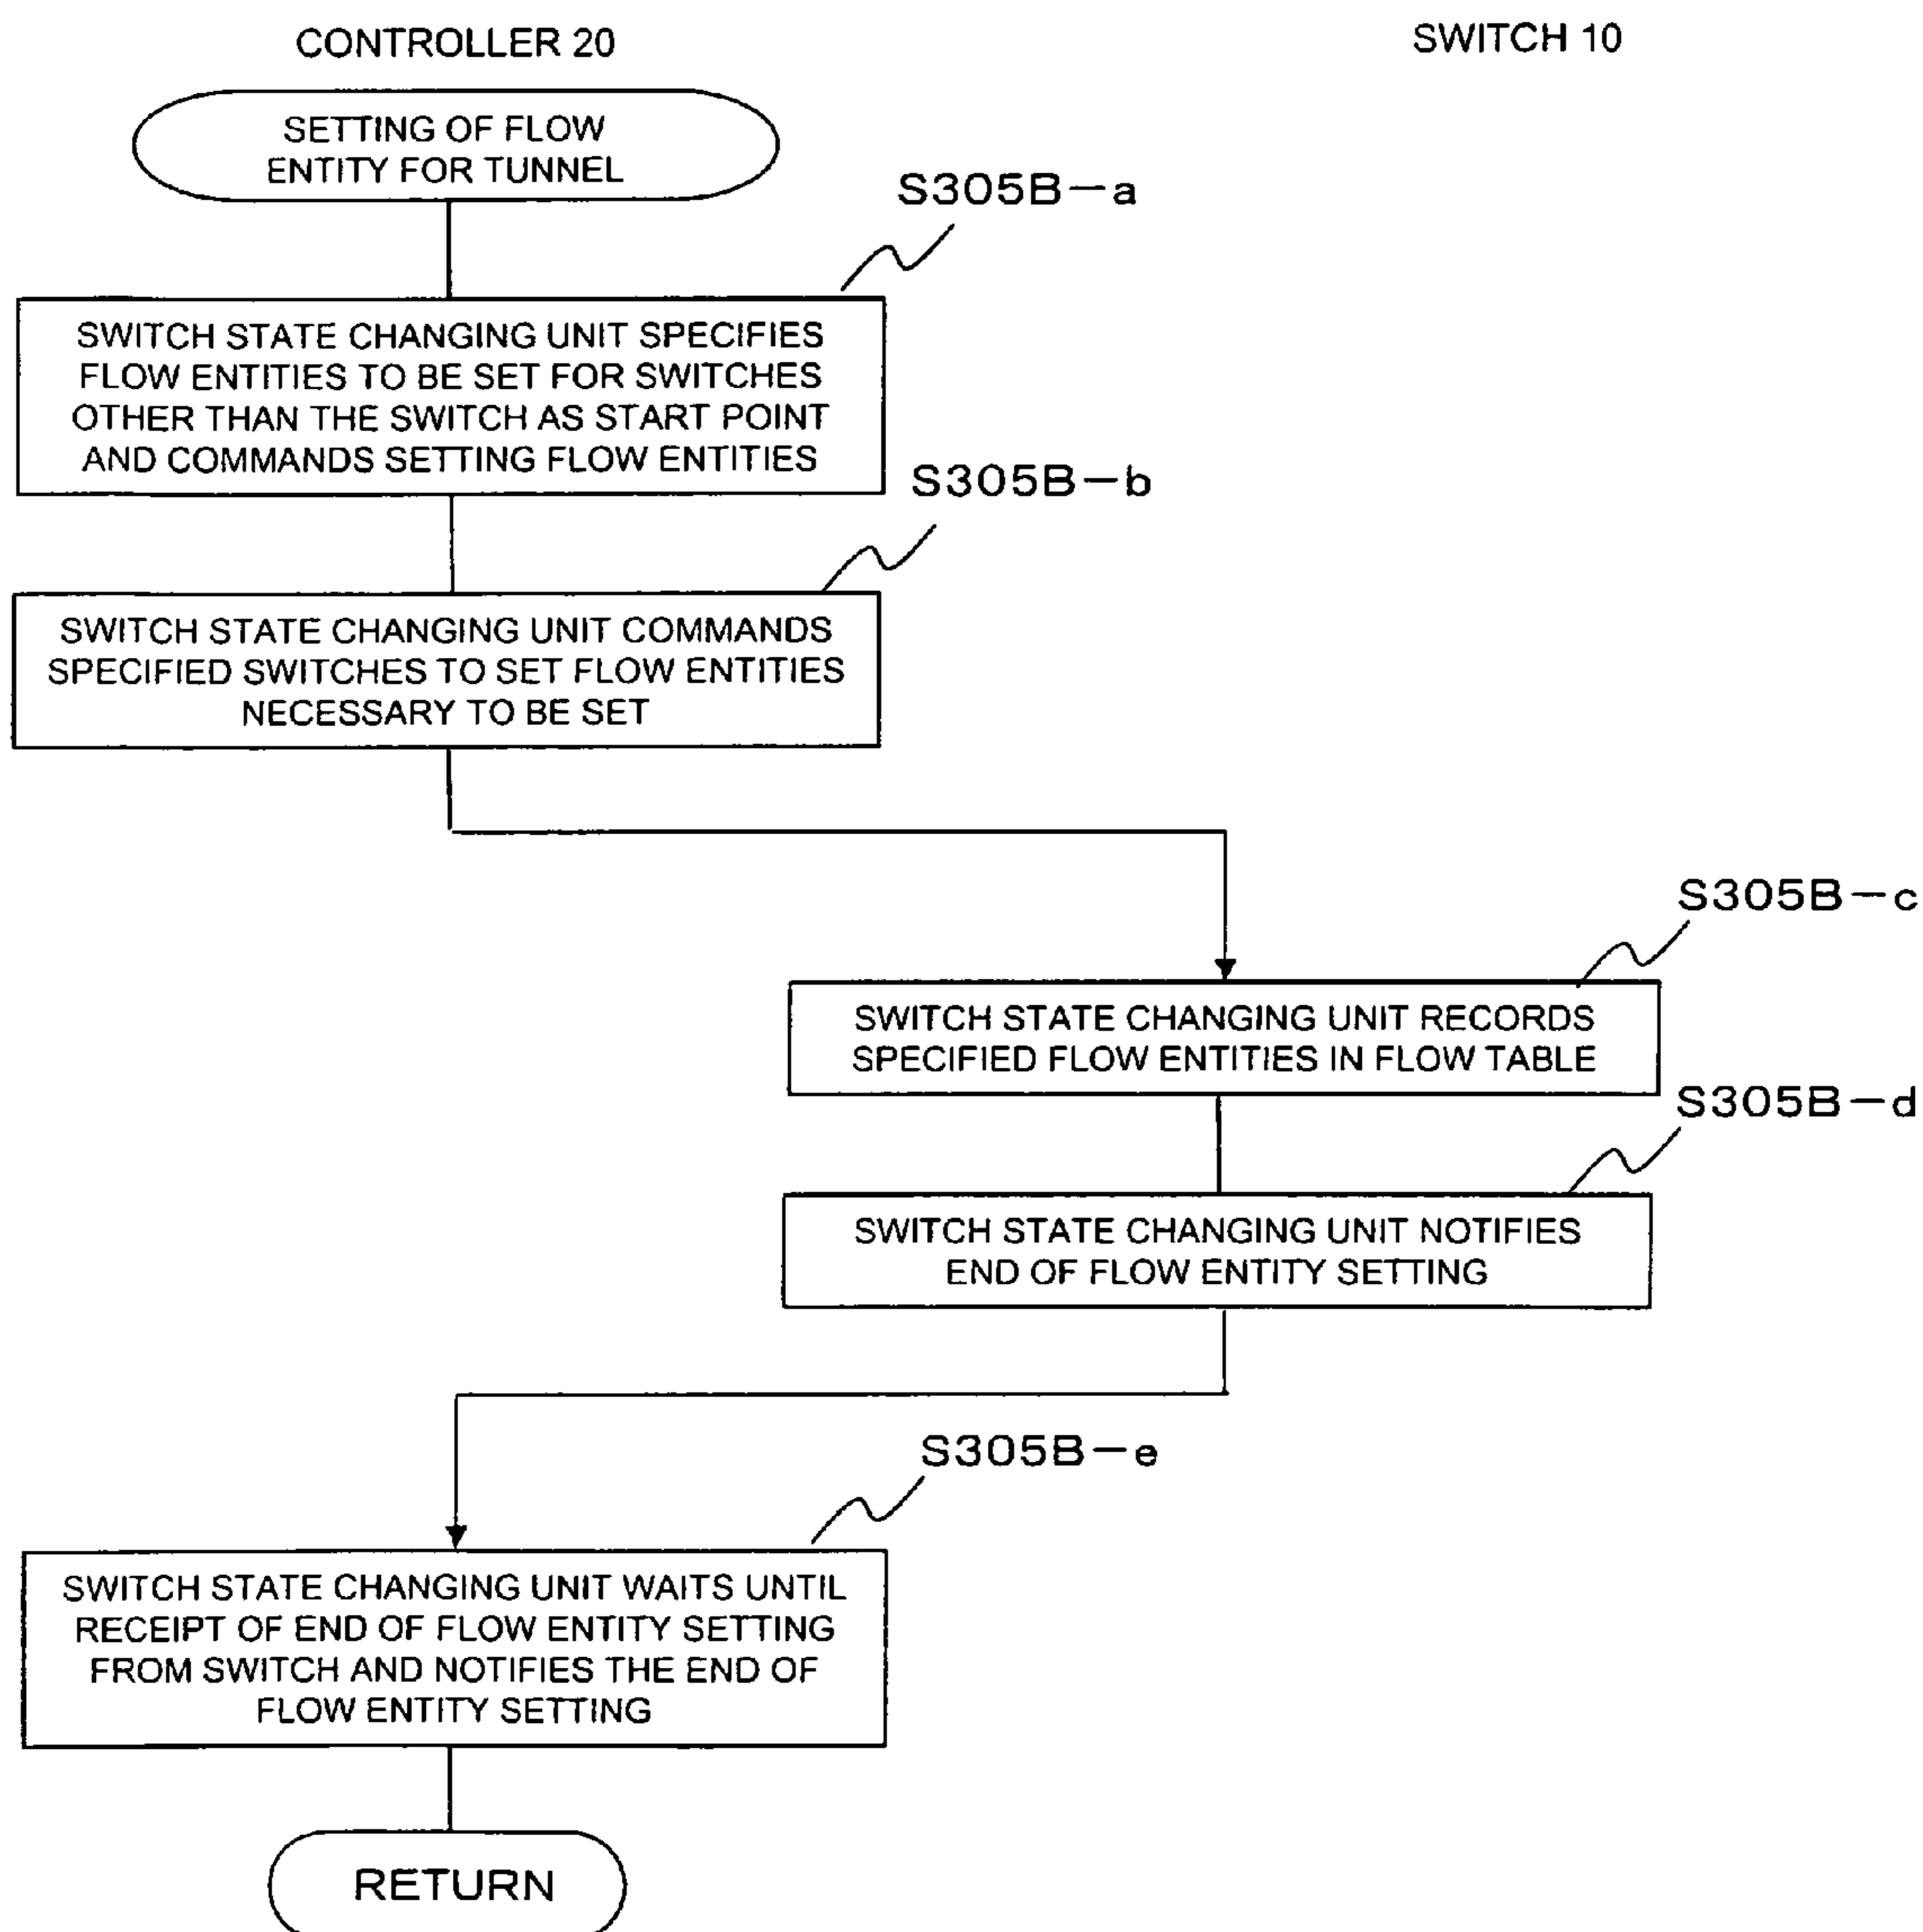 CONTROLLER 20
SWITCH 10
SETTING OF FLOW
ENTITY FOR TUNNEL
S305B-a
SWITCH STATE CHANGING UNIT SPECIFIES
FLOW ENTITIES TO BE SET FOR SWITCHES
OTHER THAN THE SWITCH AS START POINT
AND COMMANDS SETTING FLOW ENTITIES
S305B-b
SWITCH STATE CHANGING UNIT COMMANDS
SPECIFIED SWITCHES TO SET FLOW ENTITIES
NECESSARY TO BE SET
S305B-c
SWITCH STATE CHANGING UNIT RECORDS
SPECIFIED FLOW ENTITIES IN FLOW TABLE
S305B-d
SWITCH STATE CHANGING UNIT NOTIFIES
END OF FLOW ENTITY SETTING
S305B-e
SWITCH STATE CHANGING UNIT WAITS UNTIL
RECEIPT OF END OF FLOW ENTITY SETTING
FROM SWITCH AND NOTIFIES THE END OF
FLOW ENTITY SETTING
RETURN